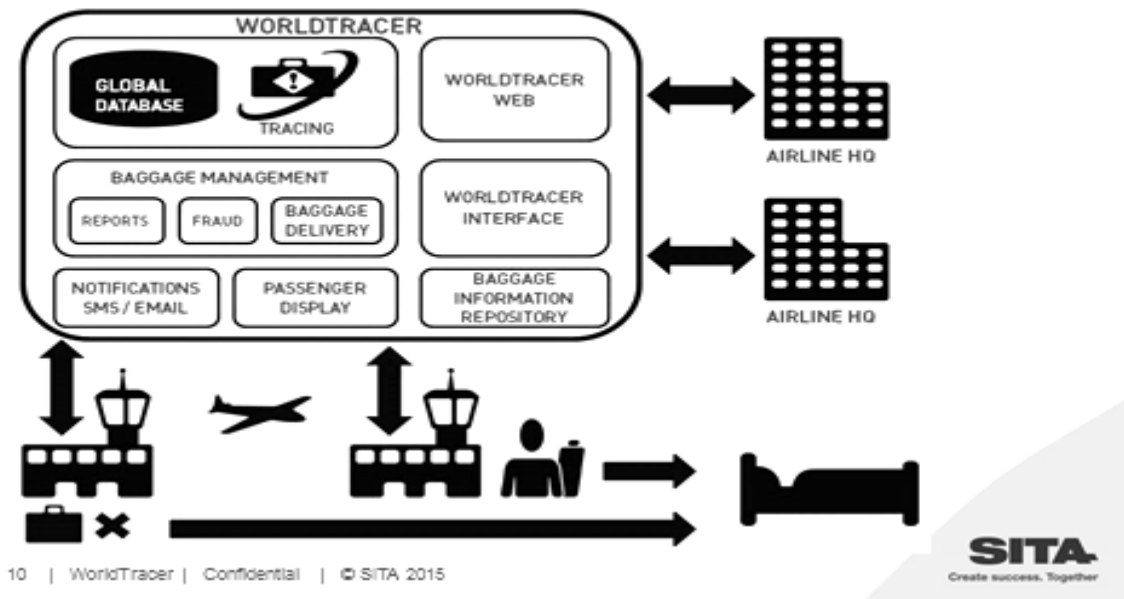 WORLDTRACER
GLOBAL
DATABASE
TRACING
WORLDTRACER
WEB
BAGGAGE MANAGEMENT
REPORTS
FRAUD
BAGGAGE
DELIVERY
WORLDTRACER
INTERFACE
NOTIFICATIONS
SMS / EMAIL
PASSENGER
DISPLAY
BAGGAGE
INFORMATION
REPOSITORY
AIRLINE HQ
AIRLINE HQ
10 | WorldTracer | Confidential | © SITA 2015
SITA
Create success. Together